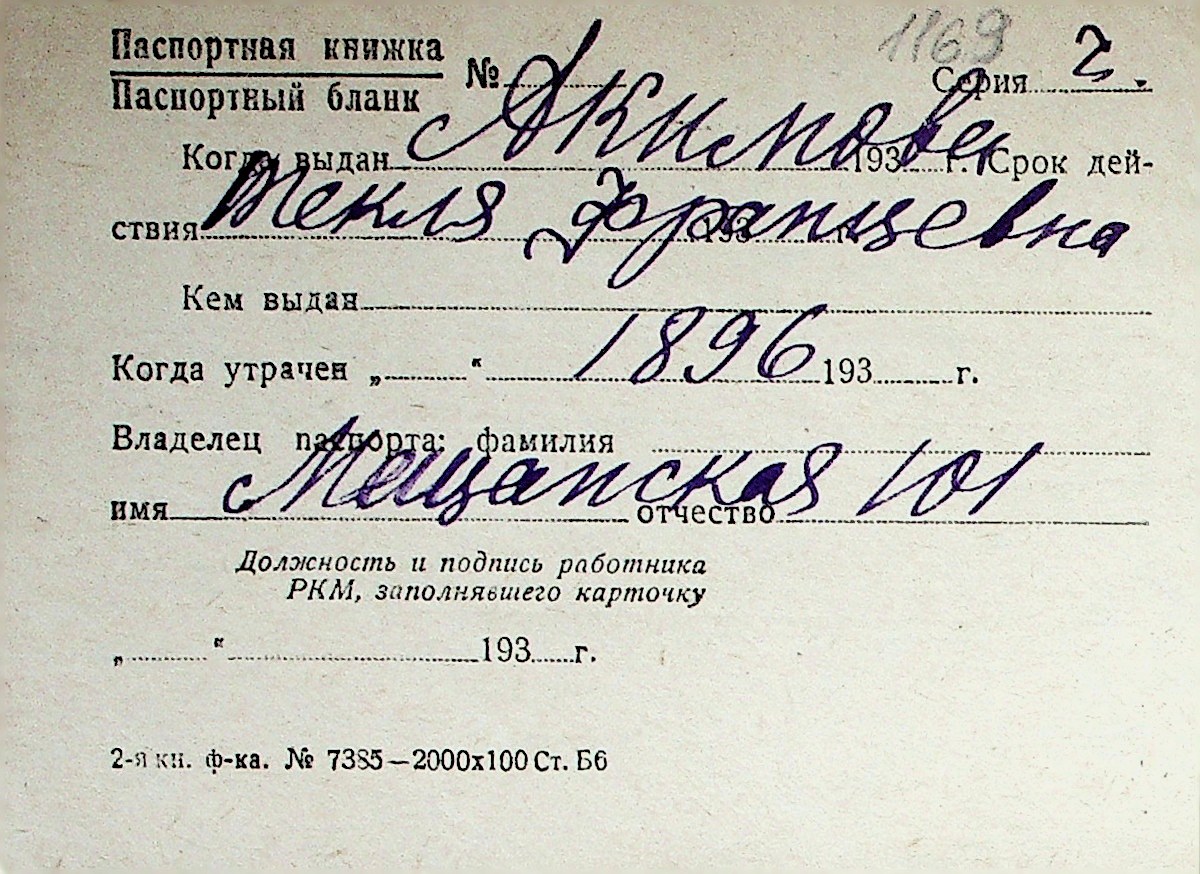 1169
Паспортная книжка
Паспортный бланк № Серия 2.
Акимова
Когда выдан 193 г. Срок дей-
Текля Францевна
ствия 193
Кем выдан
1896
Когда утрачен „ “ 193 г.
Владелец паспорта: фамилия
Мещанская 101
имя отчество
Должность и подпись работника
РКМ, заполнявшего карточку
„ “ 193 г.
2-я кн. ф-ка. № 7385—2000х100 Ст. Б6